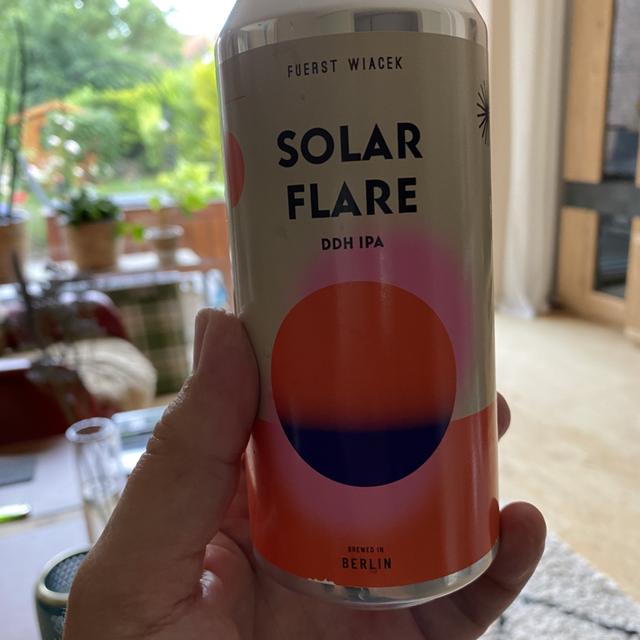 FUERST WIACEK
SOLAR
FLARE
DDH IPA
BREWED IN
BERLIN